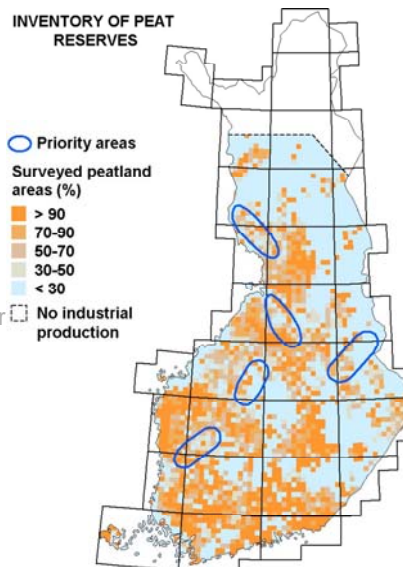 INVENTORY OF PEAT
RESERVES
Priority areas
Surveyed peatland
areas (%)
> 90
70-90
50-70
30-50
< 30
No industrial
production